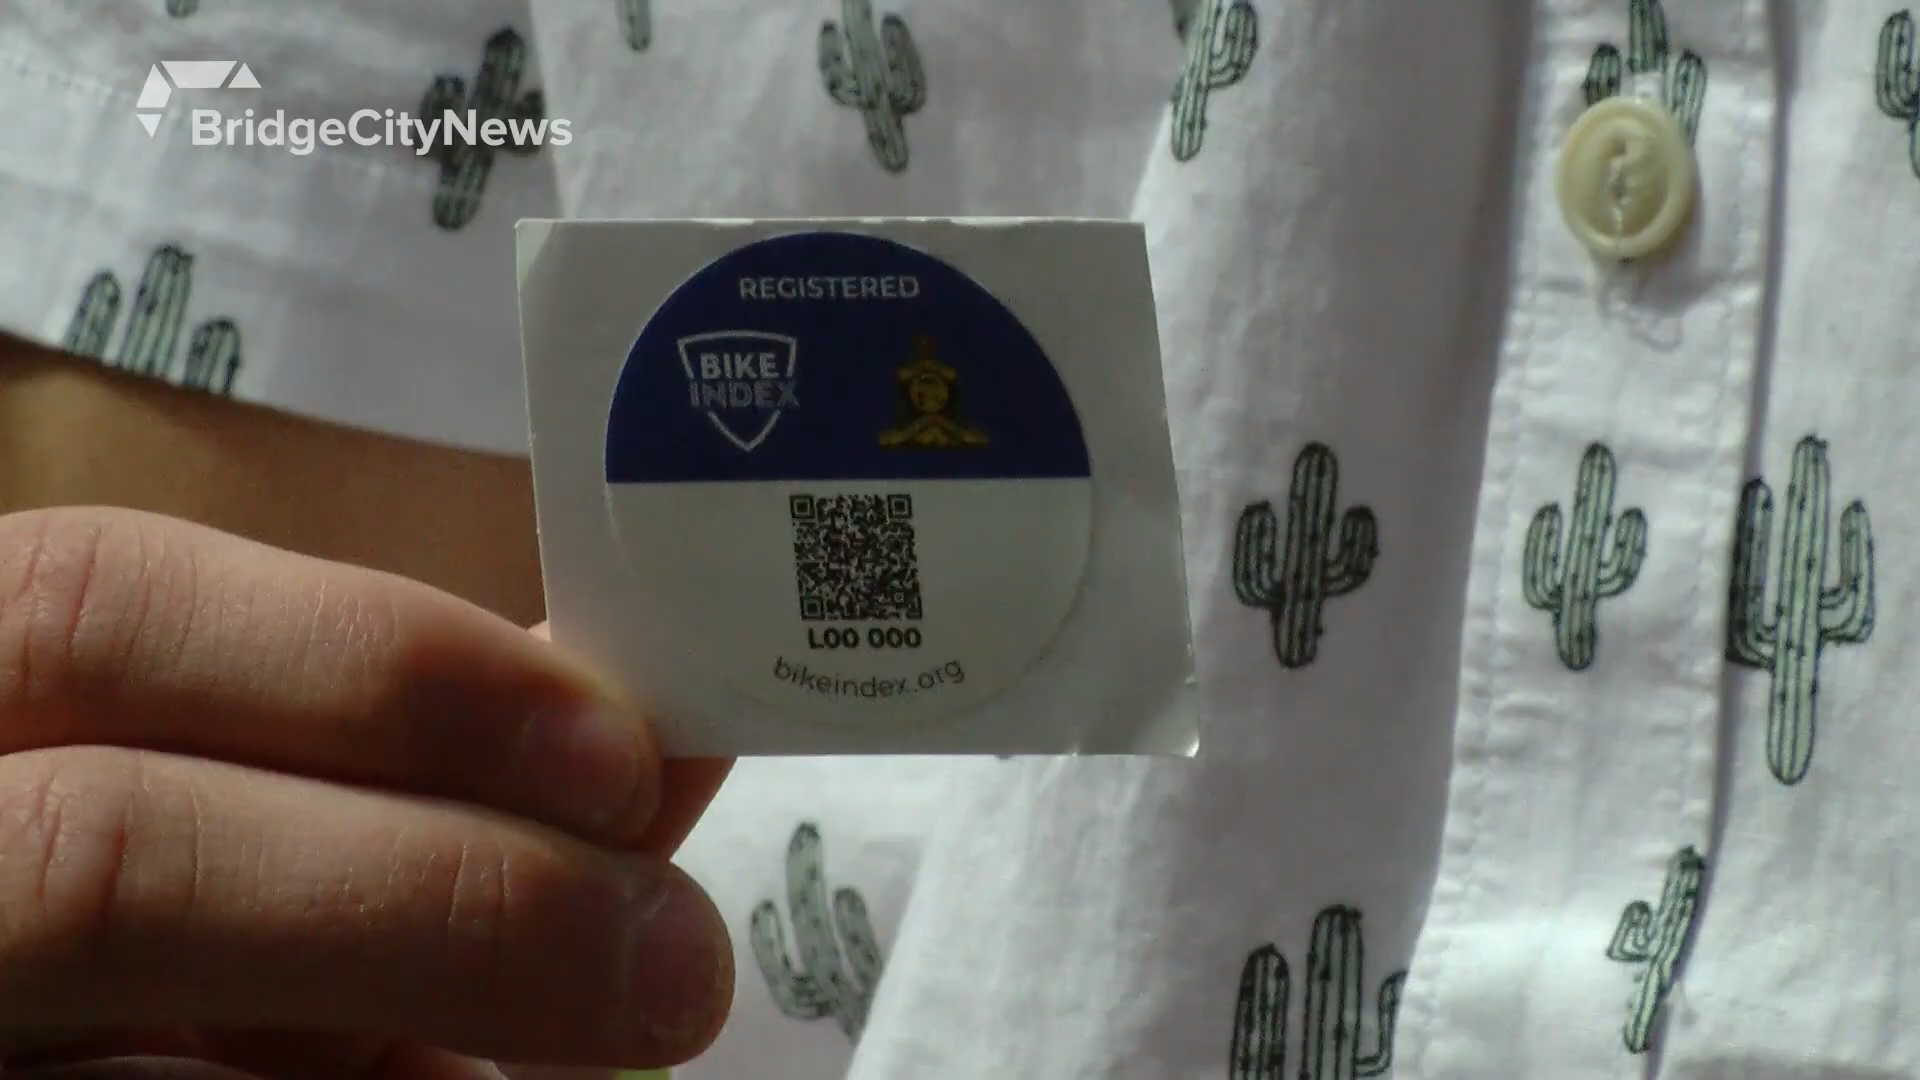 BridgeCityNews
REGISTERED
BIKE
INDEX
L00 000
bikeindex.org